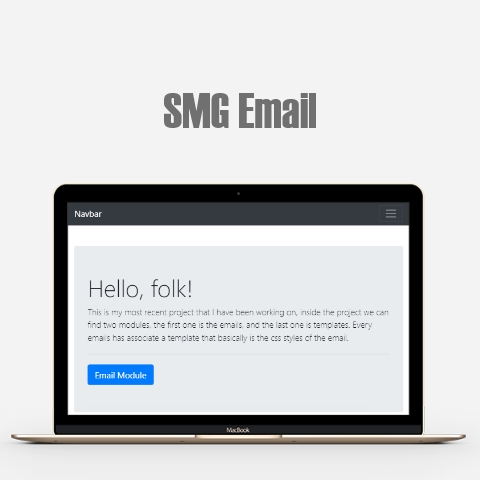 SMG Email
Navbar
Hello, folk!
This is my most recent project that I have been working on, inside the project we can
find two modules, the first one is the emails, and the last one is templates. Every
emails has associate a template that basically is the css styles of the email.
Email Module
MacBook